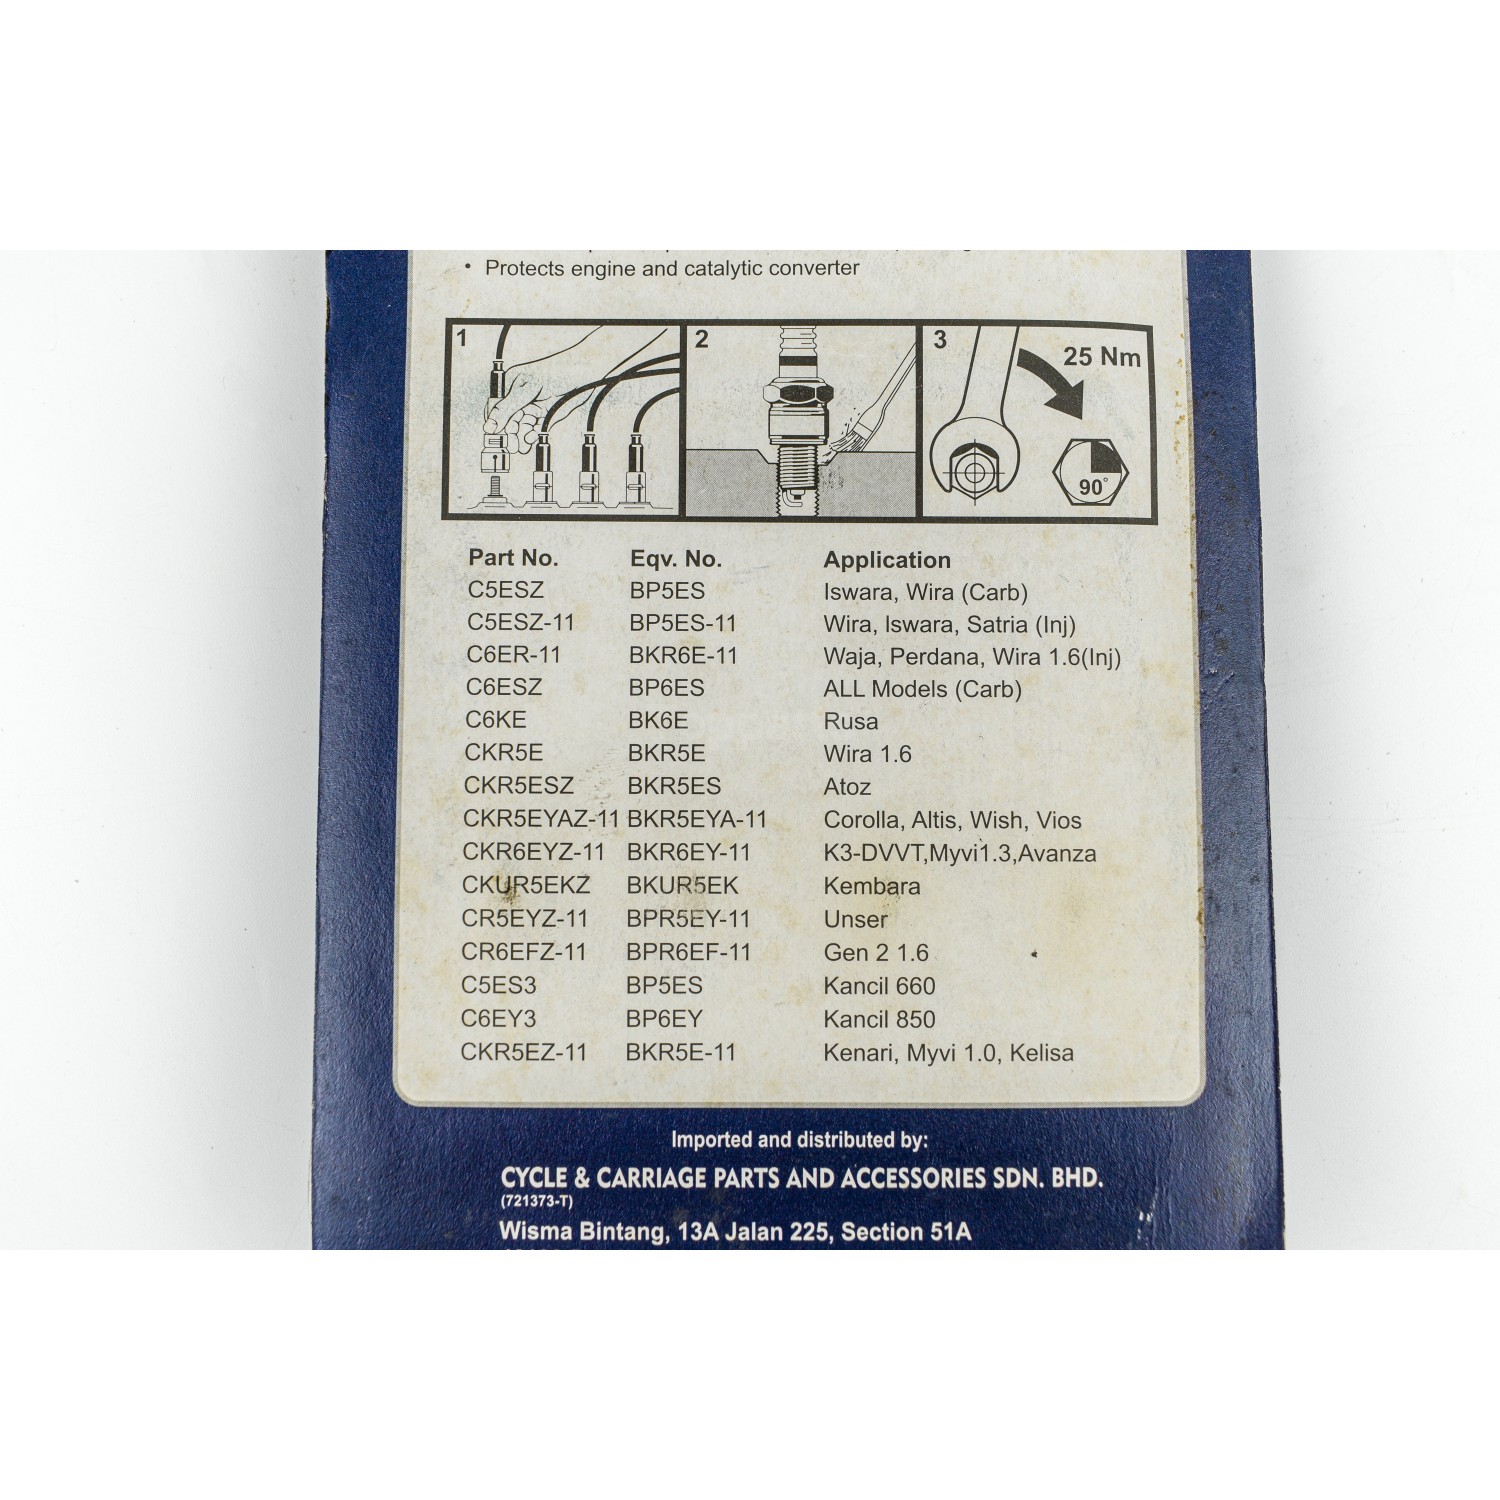 • Protects engine and catalytic converter
1 2 3 25 Nm
90°
Part No. Eqv. No. Application
C5ESZ BP5ES Iswara, Wira (Carb)
C5ESZ-11 BP5ES-11 Wira, Iswara, Satria (Inj)
C6ER-11 BKR6E-11 Waja, Perdana, Wira 1.6(Inj)
C6ESZ BP6ES ALL Models (Carb)
C6KE BK6E Rusa
CKR5E BKR5E Wira 1.6
CKR5ESZ BKR5ES Atoz
CKR5EYAZ-11 BKR5EYA-11 Corolla, Altis, Wish, Vios
CKR6EYZ-11 BKR6EY-11 K3-DVVT,Myvi1.3,Avanza
CKUR5EKZ BKUR5EK Kembara
CR5EYZ-11 BPR5EY-11 Unser
CR6EFZ-11 BPR6EF-11 Gen 2 1.6
C5ES3 BP5ES Kancil 660
C6EY3 BP6EY Kancil 850
CKR5EZ-11 BKR5E-11 Kenari, Myvi 1.0, Kelisa
Imported and distributed by:
CYCLE & CARRIAGE PARTS AND ACCESSORIES SDN. BHD.
(721373-T)
Wisma Bintang, 13A Jalan 225, Section 51A